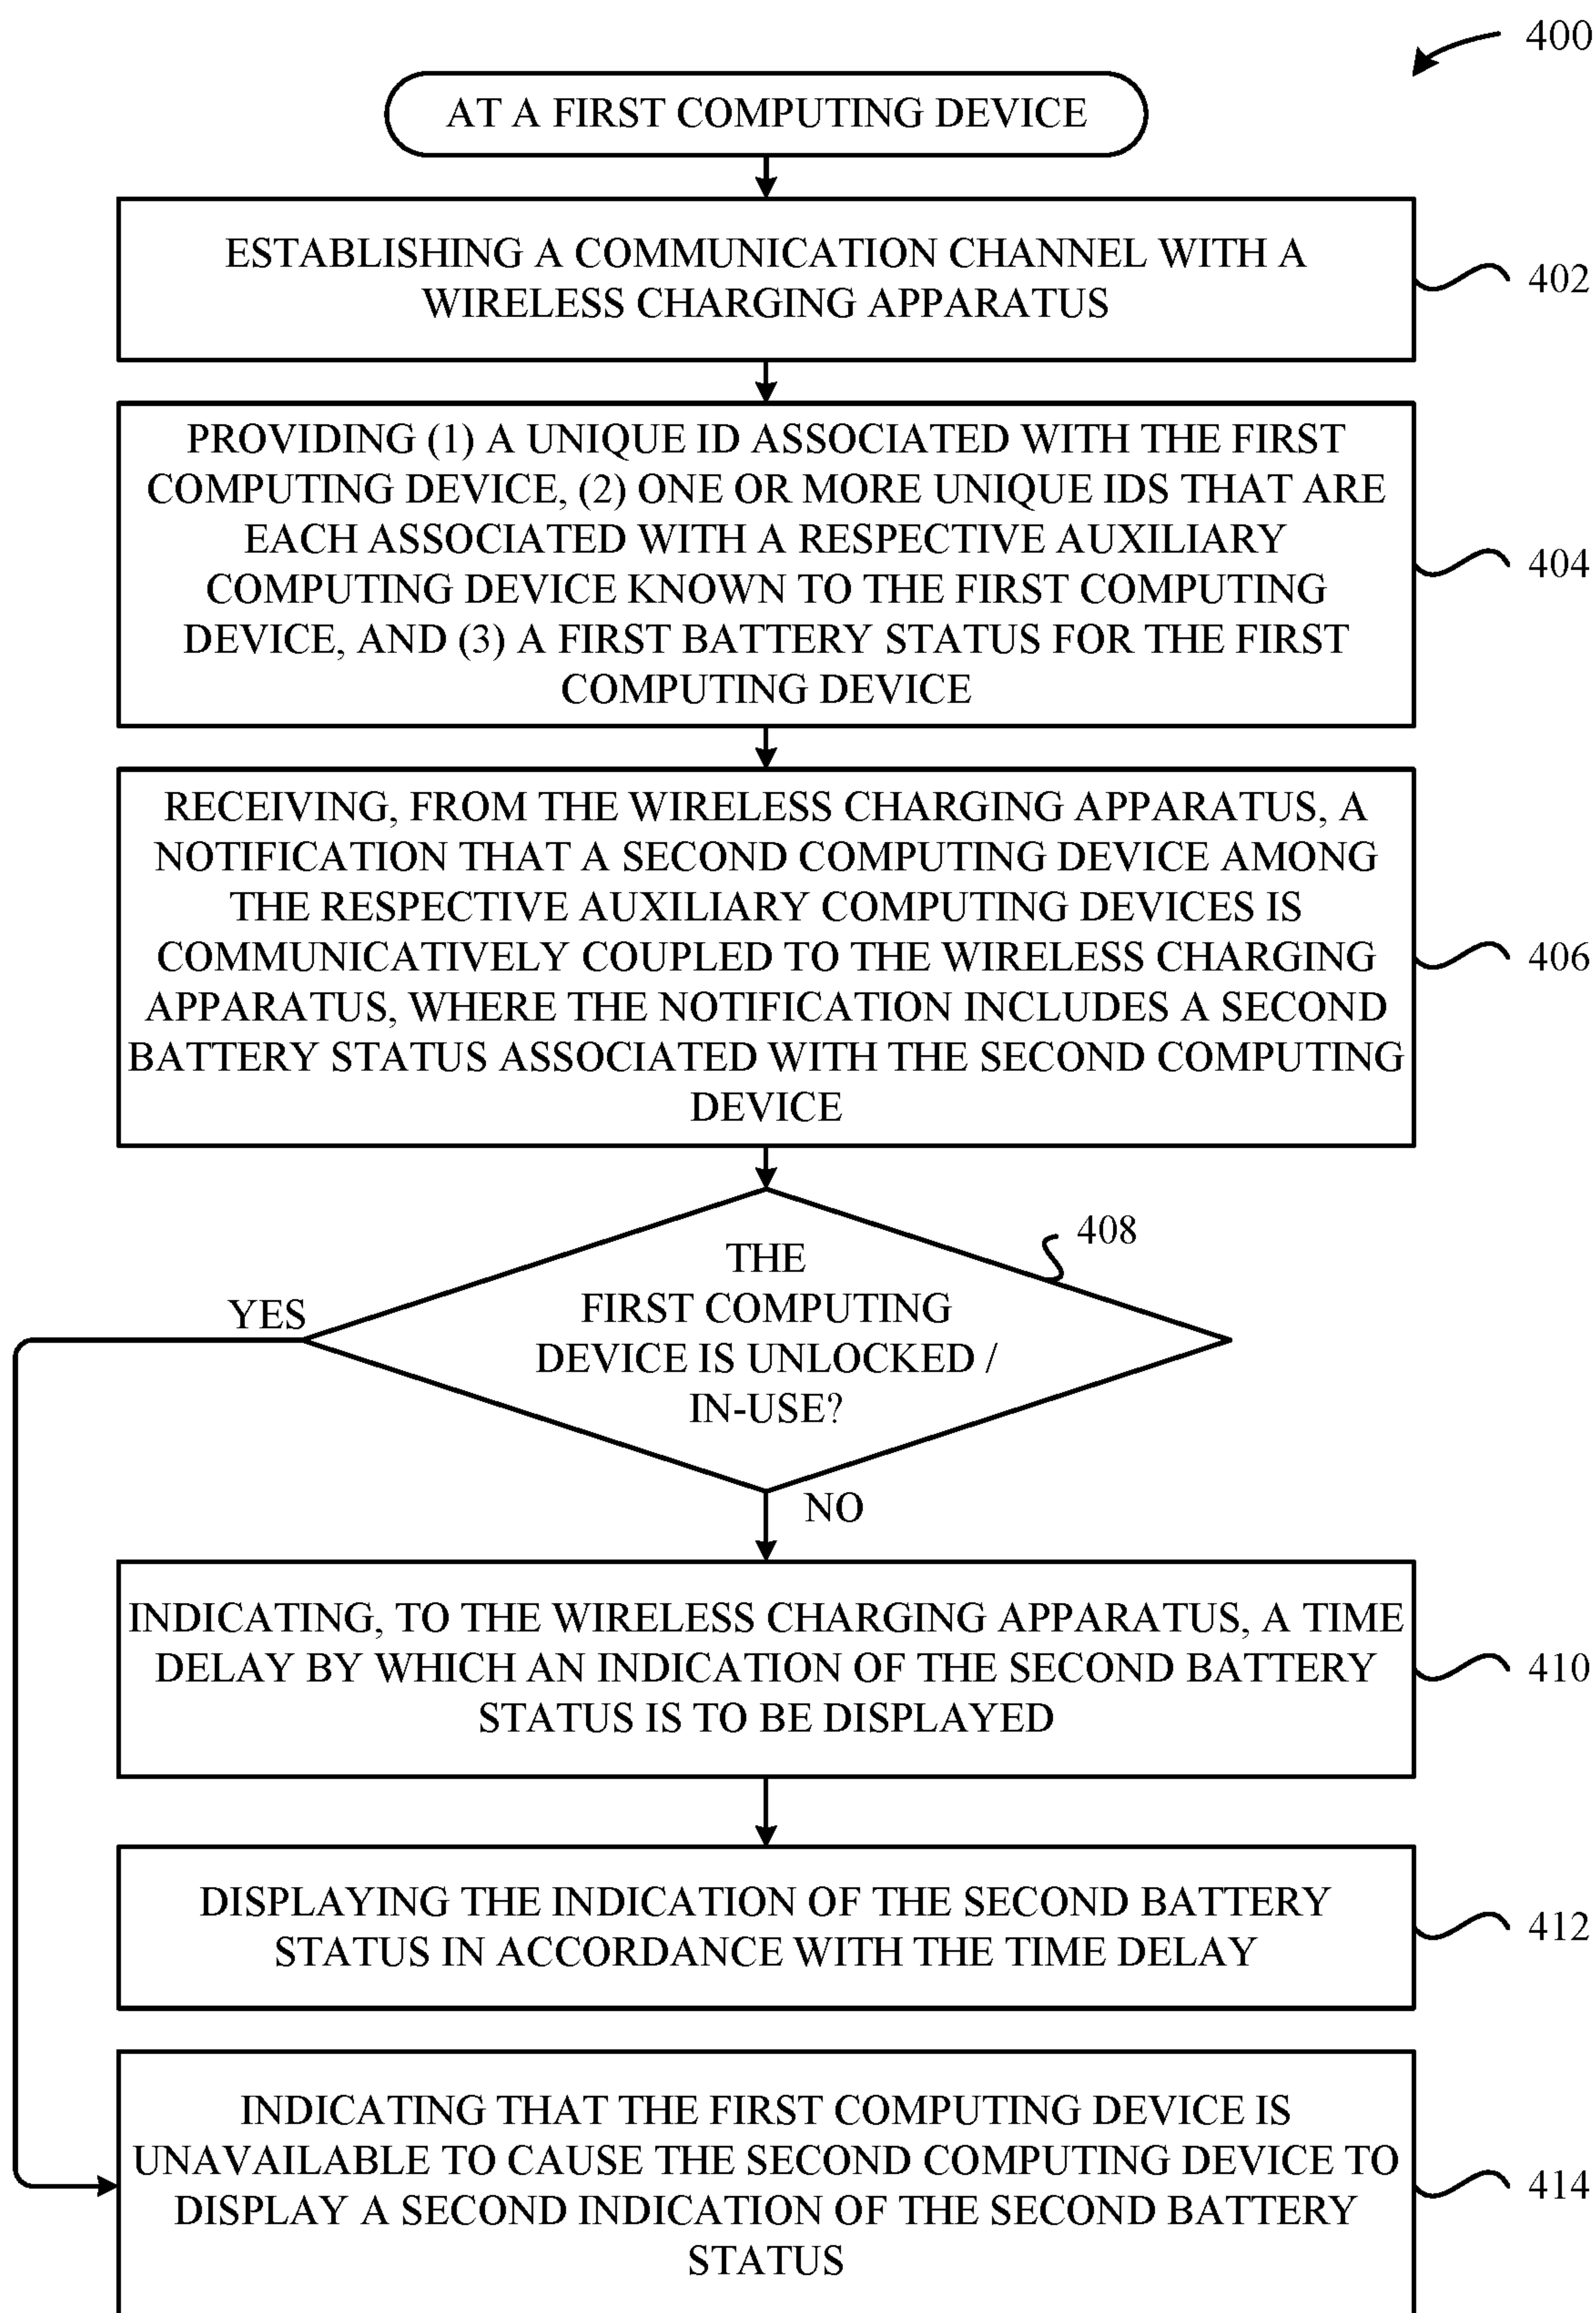 400
AT A FIRST COMPUTING DEVICE
ESTABLISHING A COMMUNICATION CHANNEL WITH A
WIRELESS CHARGING APPARATUS
402
PROVIDING (1) A UNIQUE ID ASSOCIATED WITH THE FIRST
COMPUTING DEVICE, (2) ONE OR MORE UNIQUE IDS THAT ARE
EACH ASSOCIATED WITH A RESPECTIVE AUXILIARY
COMPUTING DEVICE KNOWN TO THE FIRST COMPUTING
DEVICE, AND (3) A FIRST BATTERY STATUS FOR THE FIRST
COMPUTING DEVICE
404
RECEIVING, FROM THE WIRELESS CHARGING APPARATUS, A
NOTIFICATION THAT A SECOND COMPUTING DEVICE AMONG
THE RESPECTIVE AUXILIARY COMPUTING DEVICES IS
COMMUNICATIVELY COUPLED TO THE WIRELESS CHARGING
APPARATUS, WHERE THE NOTIFICATION INCLUDES A SECOND
BATTERY STATUS ASSOCIATED WITH THE SECOND COMPUTING
DEVICE
406
408
THE
FIRST COMPUTING
DEVICE IS UNLOCKED /
IN-USE?
YES
NO
INDICATING, TO THE WIRELESS CHARGING APPARATUS, A TIME
DELAY BY WHICH AN INDICATION OF THE SECOND BATTERY
STATUS IS TO BE DISPLAYED
410
DISPLAYING THE INDICATION OF THE SECOND BATTERY
STATUS IN ACCORDANCE WITH THE TIME DELAY
412
INDICATING THAT THE FIRST COMPUTING DEVICE IS
UNAVAILABLE TO CAUSE THE SECOND COMPUTING DEVICE TO
DISPLAY A SECOND INDICATION OF THE SECOND BATTERY
STATUS
414